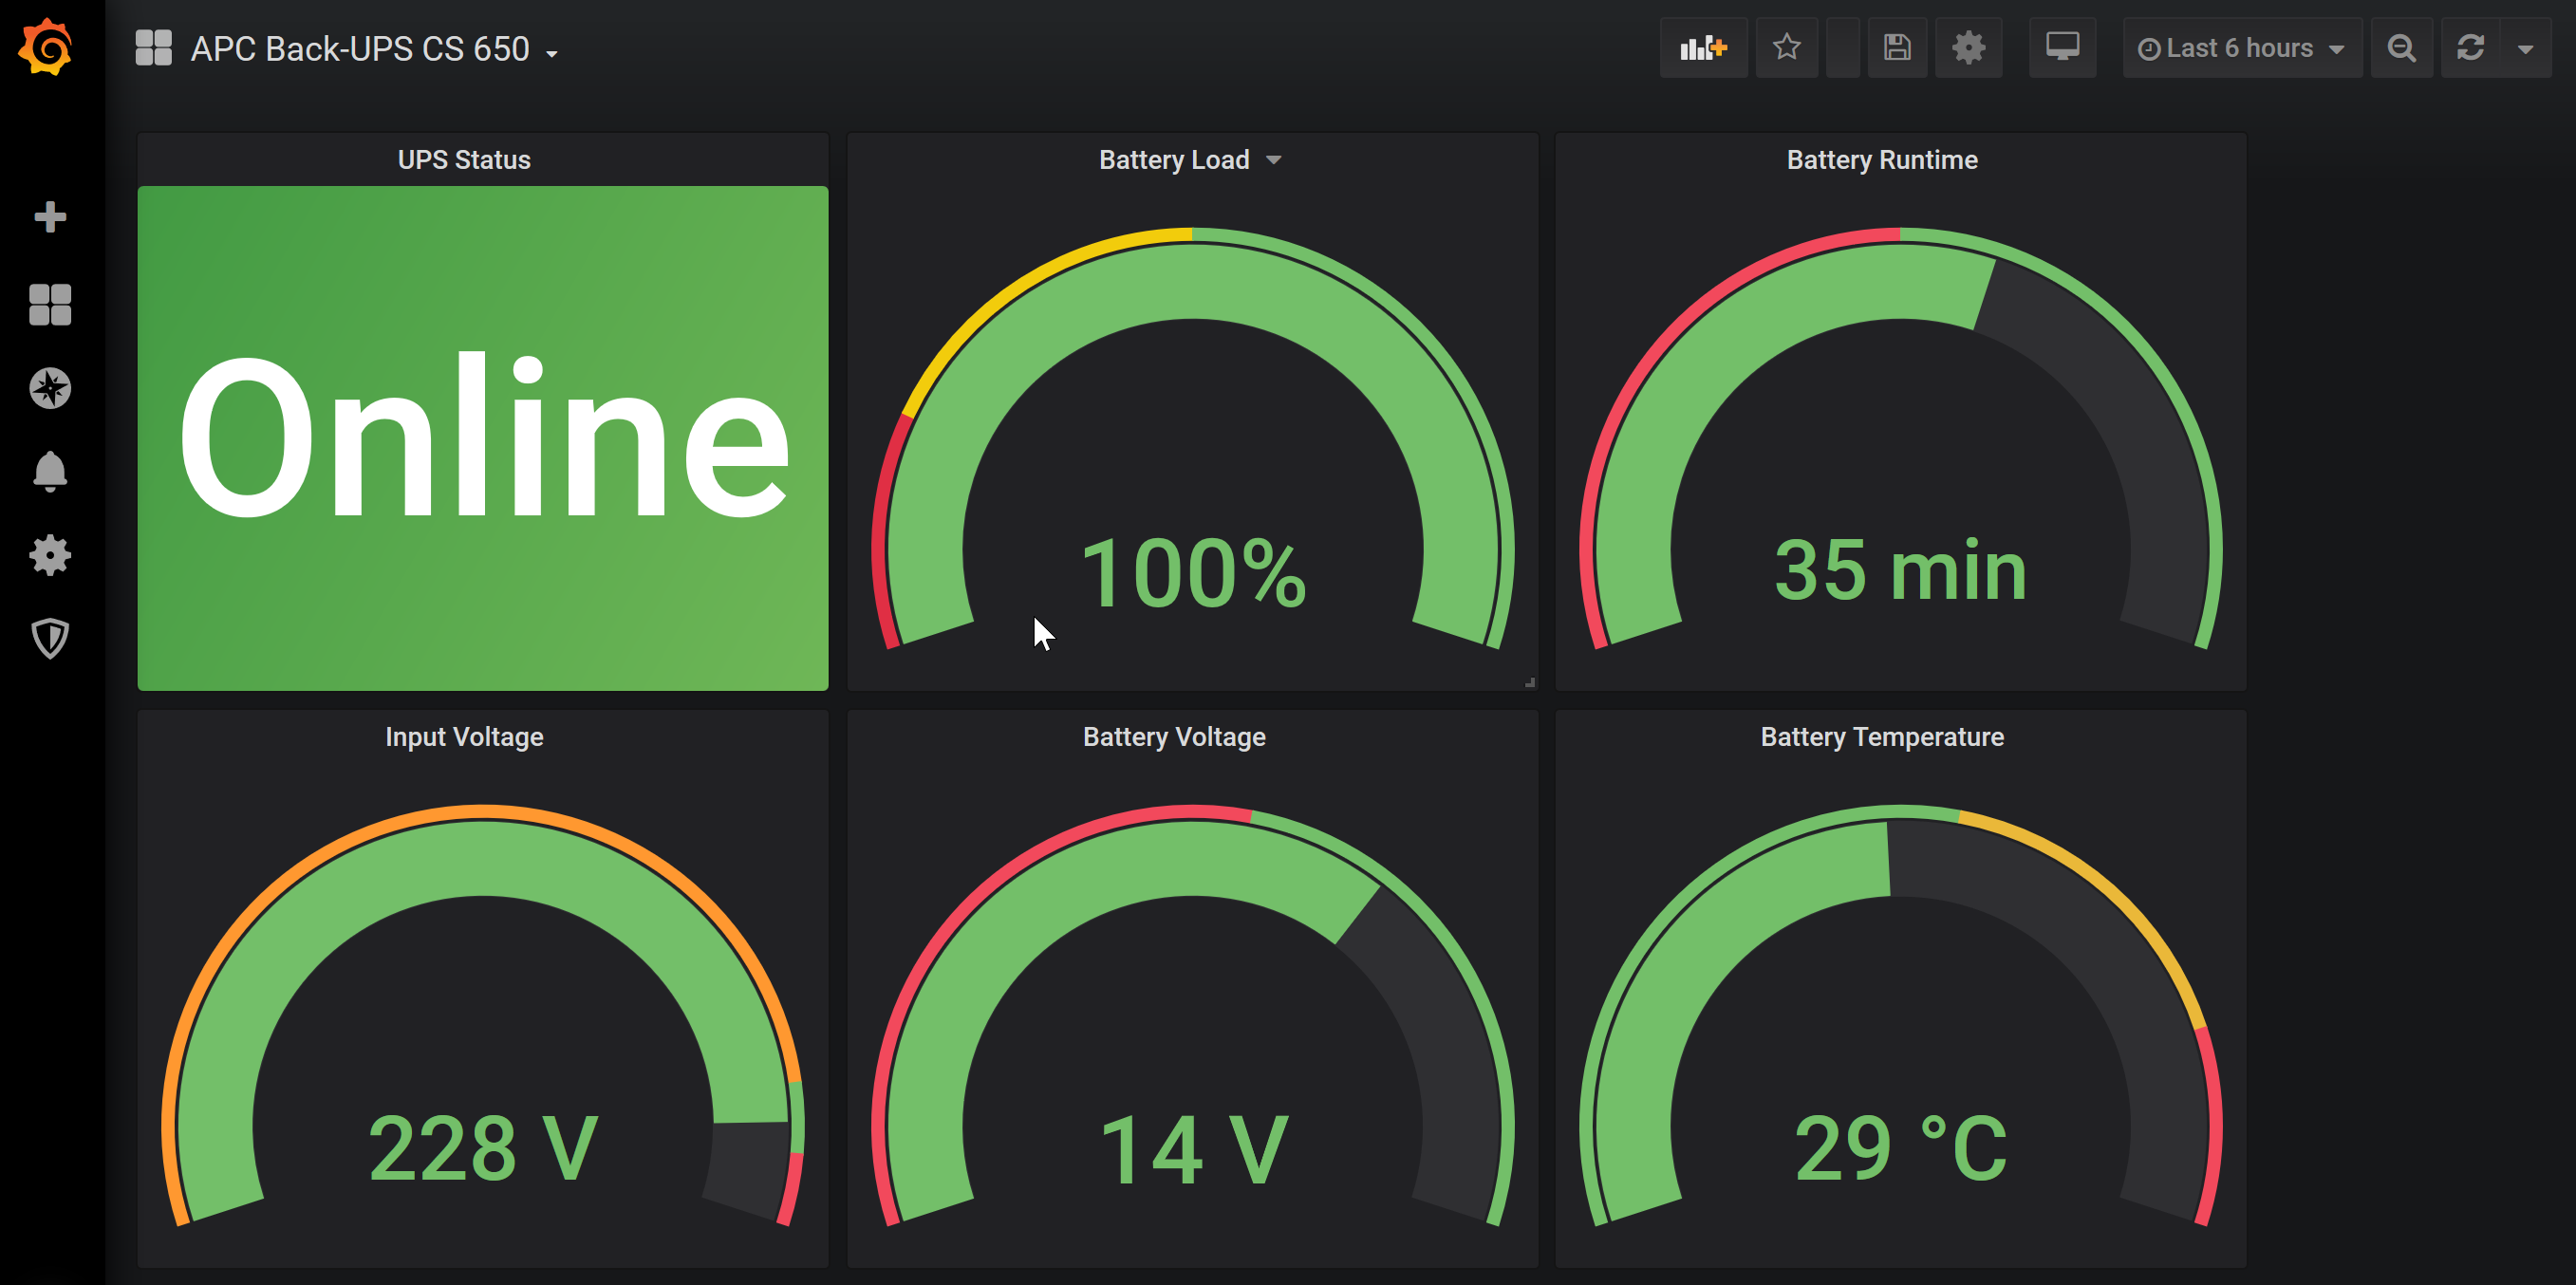 APC Back-UPS CS 650
Last 6 hours
UPS Status
Battery Load
Battery Runtime
Online
100%
35 min
Input Voltage
Battery Voltage
Battery Temperature
228 V
14 V
29 °C